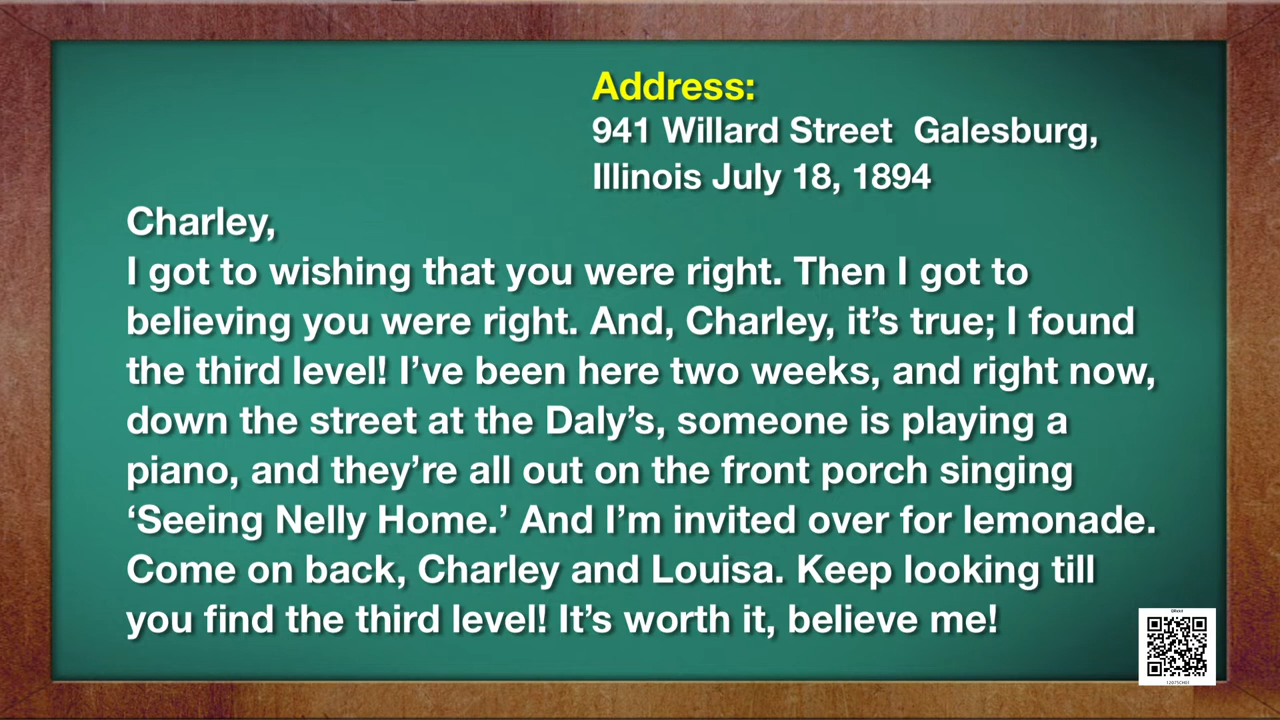 Address:
941 Willard Street Galesburg,
Illinois July 18, 1894
Charley,
I got to wishing that you were right. Then I got to
believing you were right. And, Charley, it’s true; I found
the third level! I’ve been here two weeks, and right now,
down the street at the Daly’s, someone is playing a
piano, and they’re all out on the front porch singing
‘Seeing Nelly Home.’ And I’m invited over for lemonade.
Come on back, Charley and Louisa. Keep looking till
you find the third level! It’s worth it, believe me!